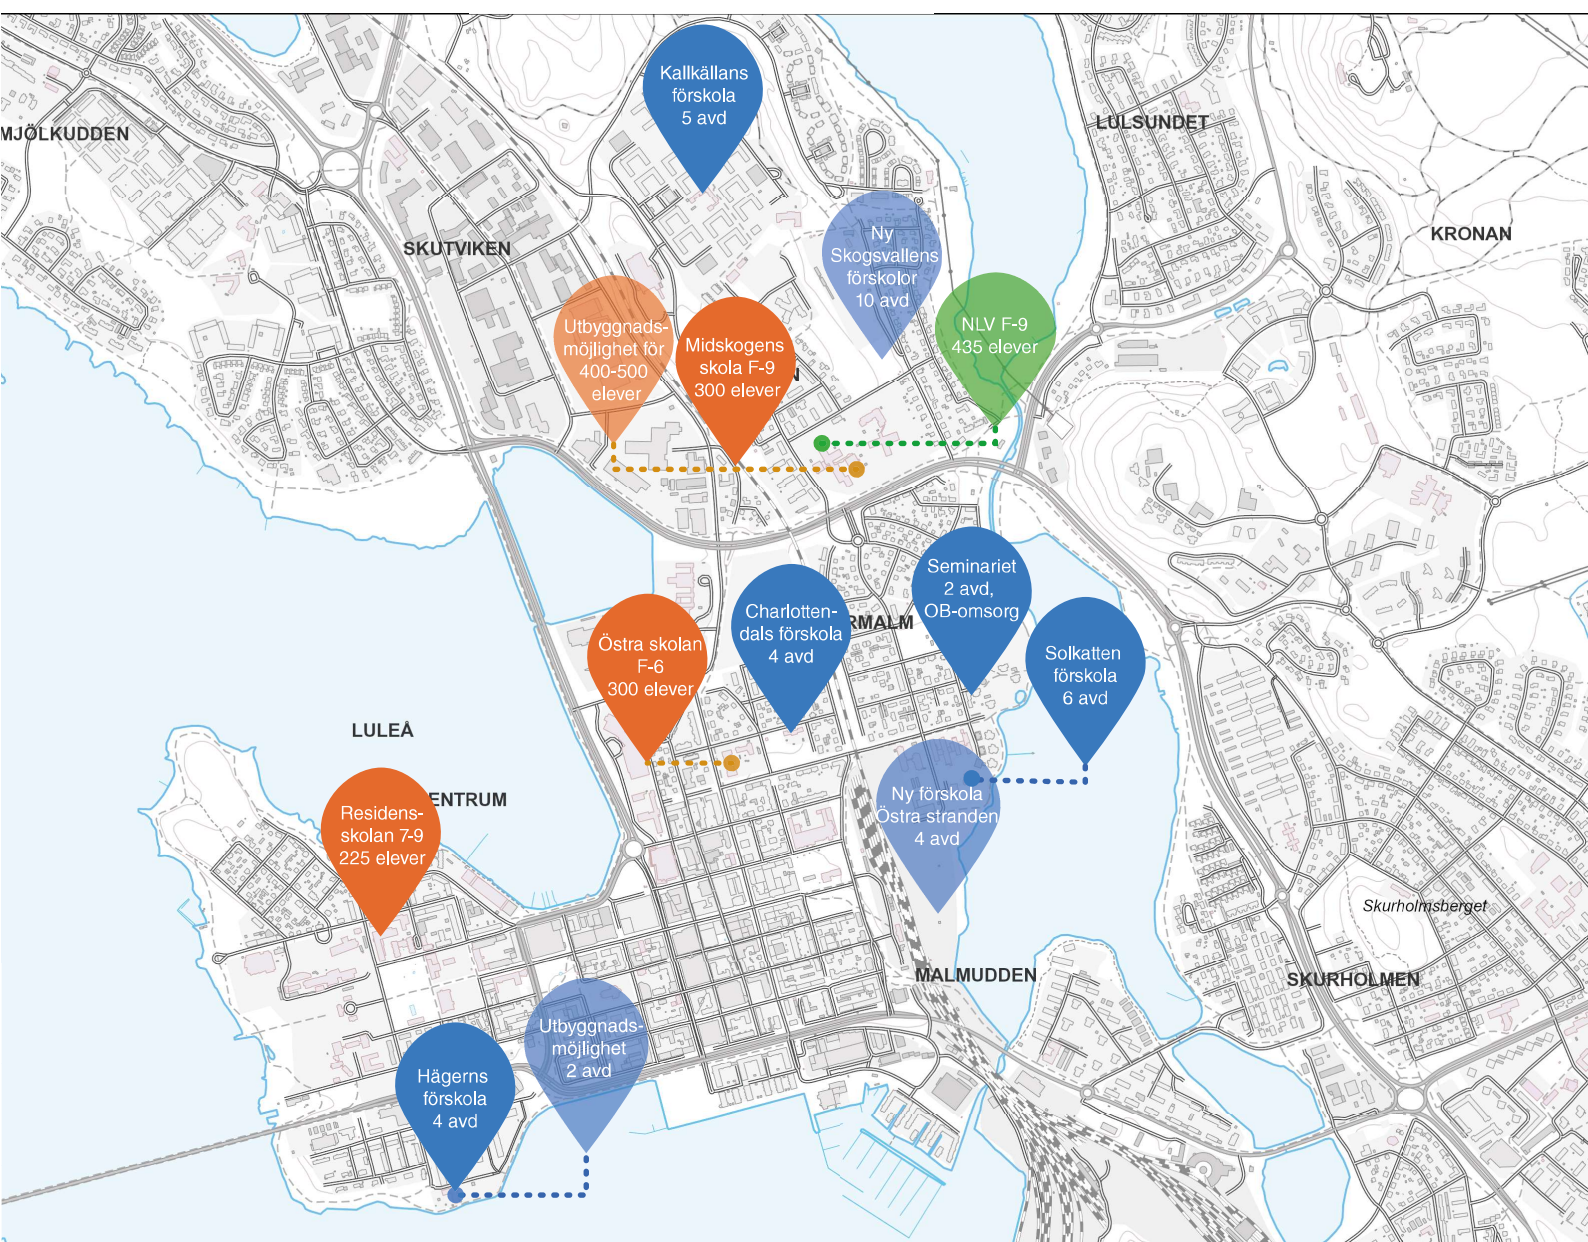 Kallkällans
förskola
5 avd
MJÖLKUDDEN
LULSUNDET
SKUTVIKEN
KRONAN
Ny
Skogsvallens
förskolor
10 avd
Utbyggnads-
möjlighet för
400-500
elever
Midskogens
skola F-9
300 elever
N
NLV F-9
435 elever
Seminariet
2 avd,
OB-omsorg
Charlotten-
dals förskola
4 avd
RMALM
Östra skolan
F-6
300 elever
Solkatten
förskola
6 avd
LULEÅ
ENTRUM
Residens-
skolan 7-9
225 elever
Ny förskola
Östra stranden
4 avd
Skurholmsberget
MALMUDDEN
SKURHOLMEN
Utbyggnads-
möjlighet
2 avd
Hägerns
förskola
4 avd